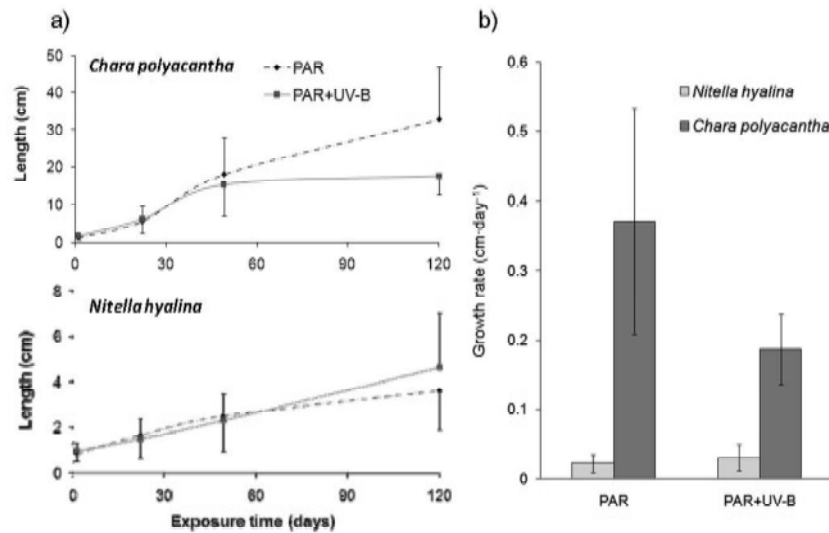 a)
Chara polyacantha
PAR
PAR+UV-B
Length (cm)
50
40
30
20
10
0
0 30 60 90 120
Nitella hyalina
Length (cm)
8
6
4
2
0
0 30 60 90 120
Exposure time (days)
b)
Nitella hyalina
Chara polyacantha
Growth rate (cm·day⁻¹)
0.6
0.5
0.4
0.3
0.2
0.1
0
PAR PAR+UV-B